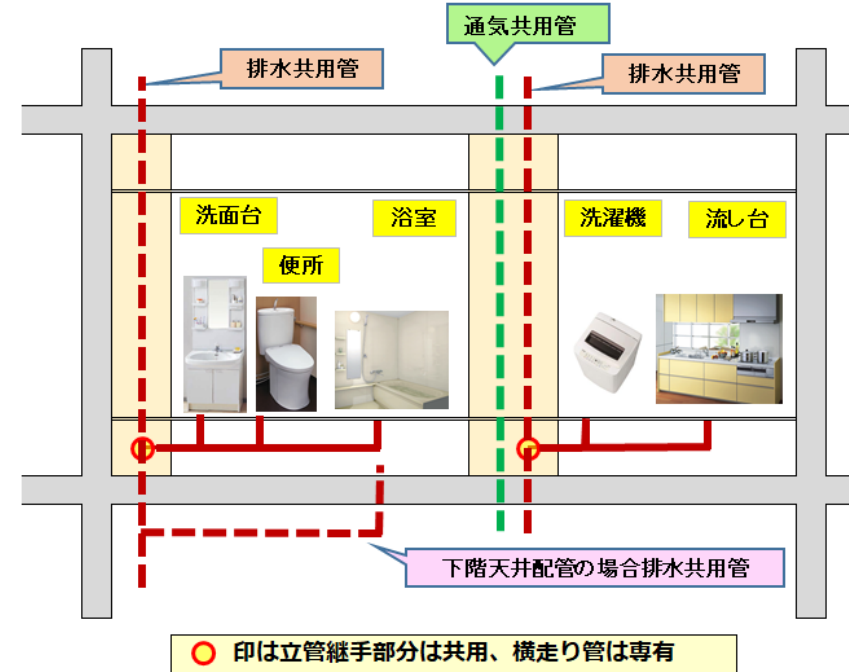 通気共用管
排水共用管
排水共用管
洗面台
浴室
洗濯機
流し台
便所
下階天井配管の場合排水共用管
印は立管継手部分は共用、横走り管は専有